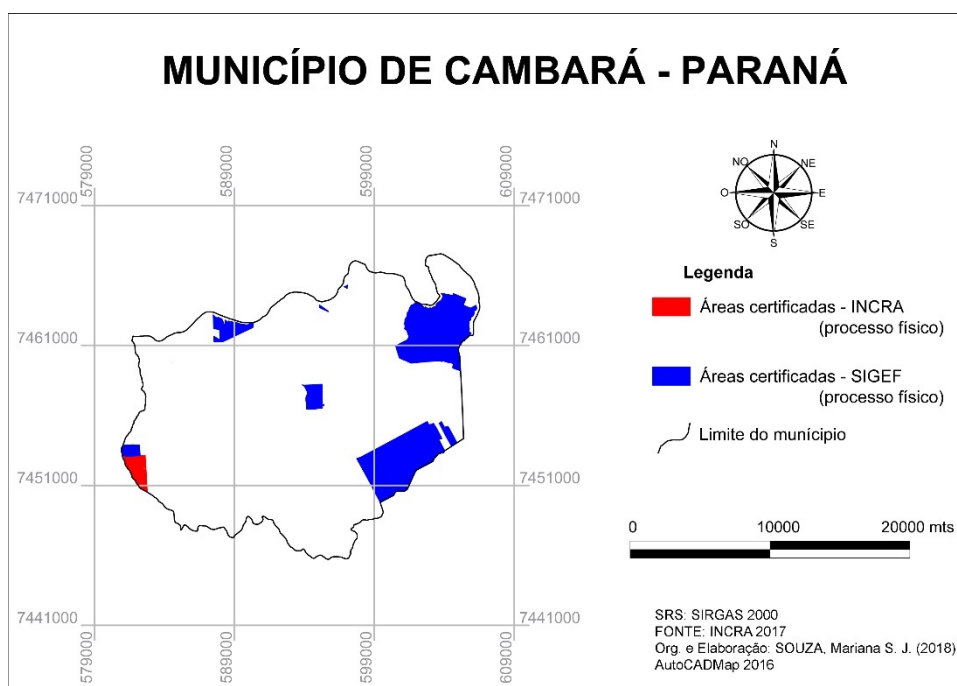 MUNICÍPIO DE CAMBARÁ - PARANÁ
579000
589000
599000
609000
7471000
7471000
7461000
7461000
7451000
7451000
7441000
7441000
579000
589000
599000
609000
N
NO
NE
O
E
SO
SE
S
Legenda
Áreas certificadas - INCRA
(processo físico)
Áreas certificadas - SIGEF
(processo físico)
Limite do munícipio
0
10000
20000 mts
SRS: SIRGAS 2000
FONTE: INCRA 2017
Org. e Elaboração: SOUZA, Mariana S. J. (2018)
AutoCADMap 2016